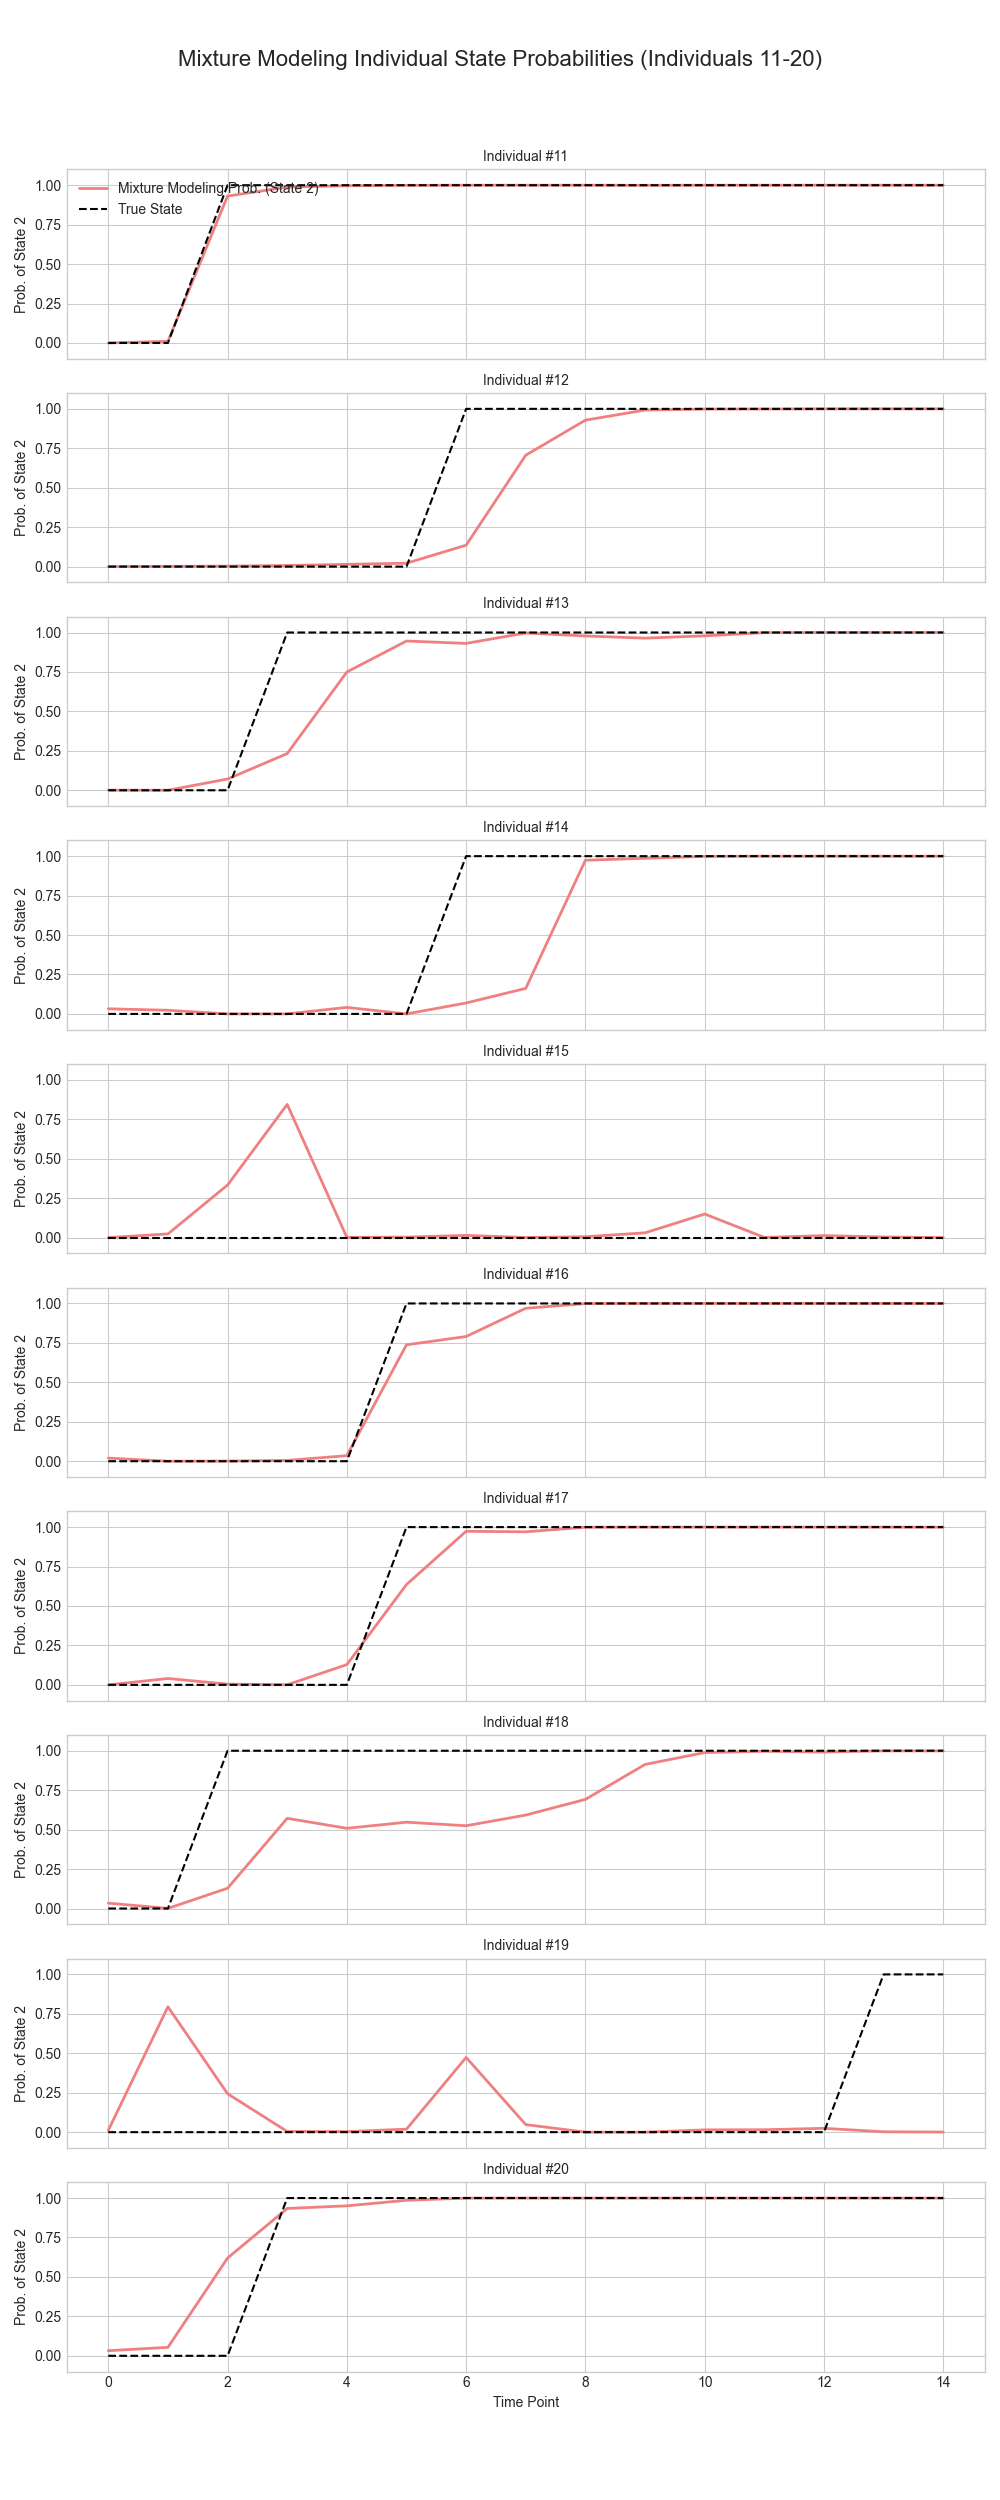 Mixture Modeling Individual State Probabilities (Individuals 11-20)
Individual #11
Mixture Modeling Prob. (State 2)
True State
Prob. of State 2
1.00
0.75
0.50
0.25
0.00
Individual #12
Prob. of State 2
1.00
0.75
0.50
0.25
0.00
Individual #13
Prob. of State 2
1.00
0.75
0.50
0.25
0.00
Individual #14
Prob. of State 2
1.00
0.75
0.50
0.25
0.00
Individual #15
Prob. of State 2
1.00
0.75
0.50
0.25
0.00
Individual #16
Prob. of State 2
1.00
0.75
0.50
0.25
0.00
Individual #17
Prob. of State 2
1.00
0.75
0.50
0.25
0.00
Individual #18
Prob. of State 2
1.00
0.75
0.50
0.25
0.00
Individual #19
Prob. of State 2
1.00
0.75
0.50
0.25
0.00
Individual #20
Prob. of State 2
1.00
0.75
0.50
0.25
0.00
0 2 4 6 8 10 12 14
Time Point